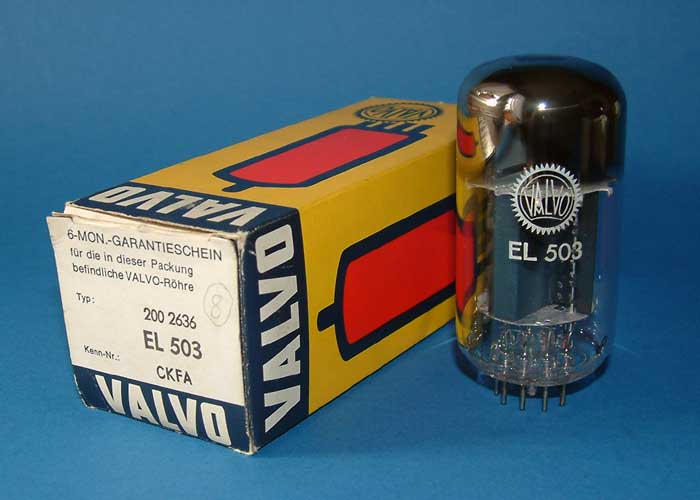 VALVO
VALVO
6-MON.-GARANTIESCHEIN
für die in dieser Packung
befindliche VALVO-Röhre
Typ:
200 2636
8
EL 503
Kenn-Nr.:
CKFA
VALVO
VALVO
VALVO
EL 503